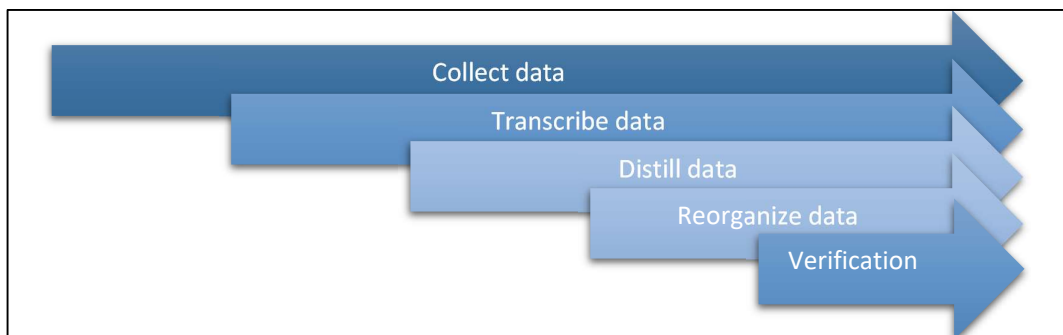 Collect data
Transcribe data
Distill data
Reorganize data
Verification